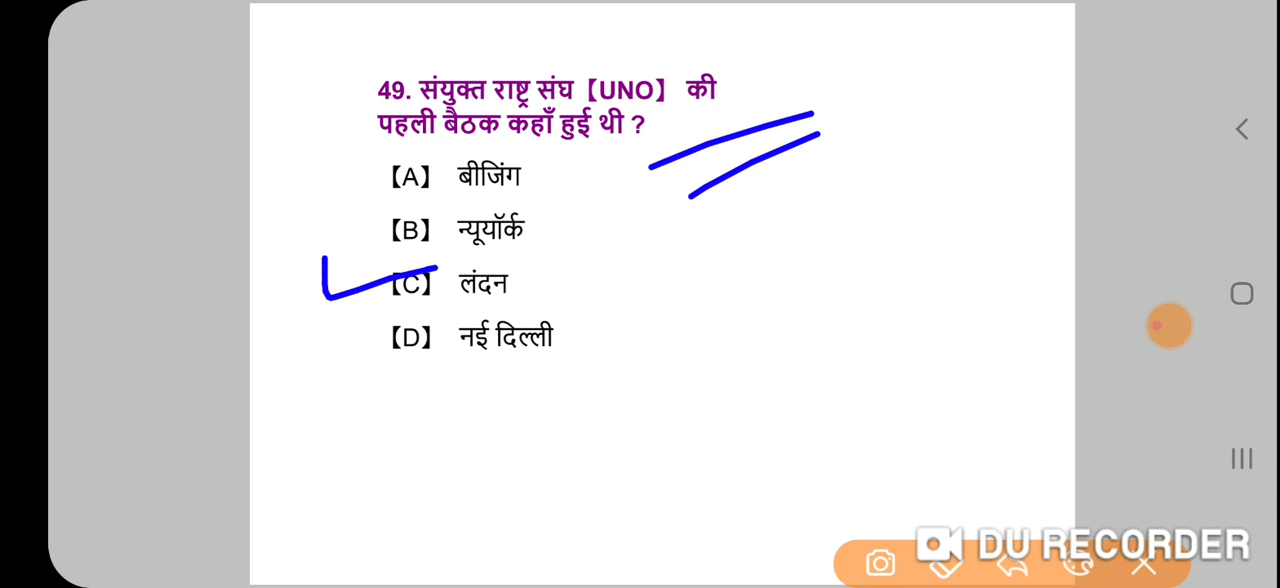 49. संयुक्त राष्ट्र संघ【UNO】 की
पहली बैठक कहाँ हुई थी ?
【A】 बीजिंग
【B】 न्यूयॉर्क
【C】 लंदन
【D】 नई दिल्ली
DU RECORDER